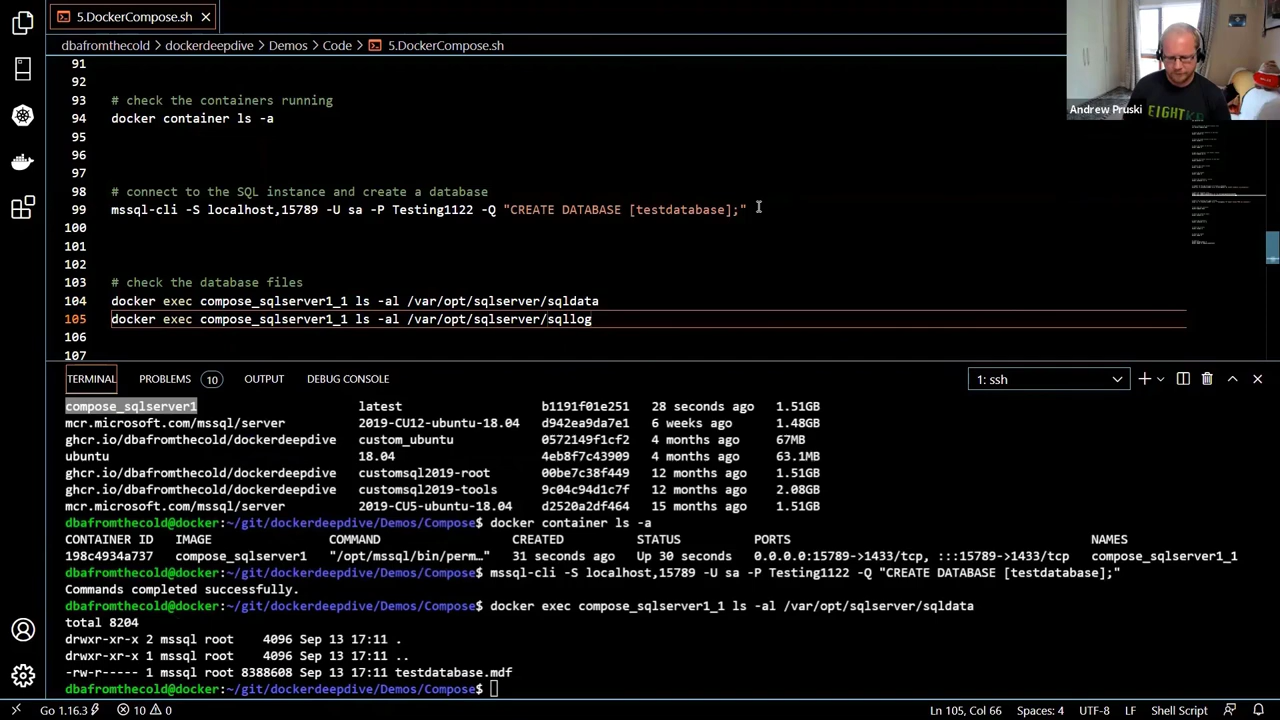 5.DockerCompose.sh
dbafromthecold > dockerdeepdive > Demos > Code > 5.DockerCompose.sh
Andrew Pruski
EIGHTK
91
92
93 # check the containers running
94 docker container ls -a
95
96
97
98 # connect to the SQL instance and create a database
99 mssql-cli -S localhost,15789 -U sa -P Testing1122 -Q "CREATE DATABASE [testdatabase];"
100
101
102
103 # check the database files
104 docker exec compose_sqlserver1_1 ls -al /var/opt/sqlserver/sqldata
105 docker exec compose_sqlserver1_1 ls -al /var/opt/sqlserver/sqllog
106
107
TERMINAL PROBLEMS 10 OUTPUT DEBUG CONSOLE 1: ssh
compose_sqlserver1 latest b1191f01e251 28 seconds ago 1.51GB
mcr.microsoft.com/mssql/server 2019-CU12-ubuntu-18.04 d942ea9da7e1 6 weeks ago 1.48GB
ghcr.io/dbafromthecold/dockerdeepdive custom_ubuntu 0572149f1cf2 4 months ago 67MB
ubuntu 18.04 4eb8f7c43909 4 months ago 63.1MB
ghcr.io/dbafromthecold/dockerdeepdive customsql2019-root 00be7c38f449 12 months ago 1.51GB
ghcr.io/dbafromthecold/dockerdeepdive customsql2019-tools 9c04c94d1c7f 12 months ago 2.08GB
mcr.microsoft.com/mssql/server 2019-CU5-ubuntu-18.04 d2520a2df464 15 months ago 1.51GB
dbafromthecold@docker:~/git/dockerdeepdive/Demos/Compose$ docker container ls -a
CONTAINER ID IMAGE COMMAND CREATED STATUS PORTS NAMES
198c4934a737 compose_sqlserver1 "/opt/mssql/bin/perm…" 31 seconds ago Up 30 seconds 0.0.0.0:15789->1433/tcp, :::15789->1433/tcp compose_sqlserver1_1
dbafromthecold@docker:~/git/dockerdeepdive/Demos/Compose$ mssql-cli -S localhost,15789 -U sa -P Testing1122 -Q "CREATE DATABASE [testdatabase];"
Commands completed successfully.
dbafromthecold@docker:~/git/dockerdeepdive/Demos/Compose$ docker exec compose_sqlserver1_1 ls -al /var/opt/sqlserver/sqldata
total 8204
drwxr-xr-x 2 mssql root 4096 Sep 13 17:11 .
drwxr-xr-x 1 mssql root 4096 Sep 13 17:11 ..
-rw-r----- 1 mssql root 8388608 Sep 13 17:11 testdatabase.mdf
dbafromthecold@docker:~/git/dockerdeepdive/Demos/Compose$
Go 1.16.3 10 0 Ln 105, Col 66 Spaces: 4 UTF-8 LF Shell Script